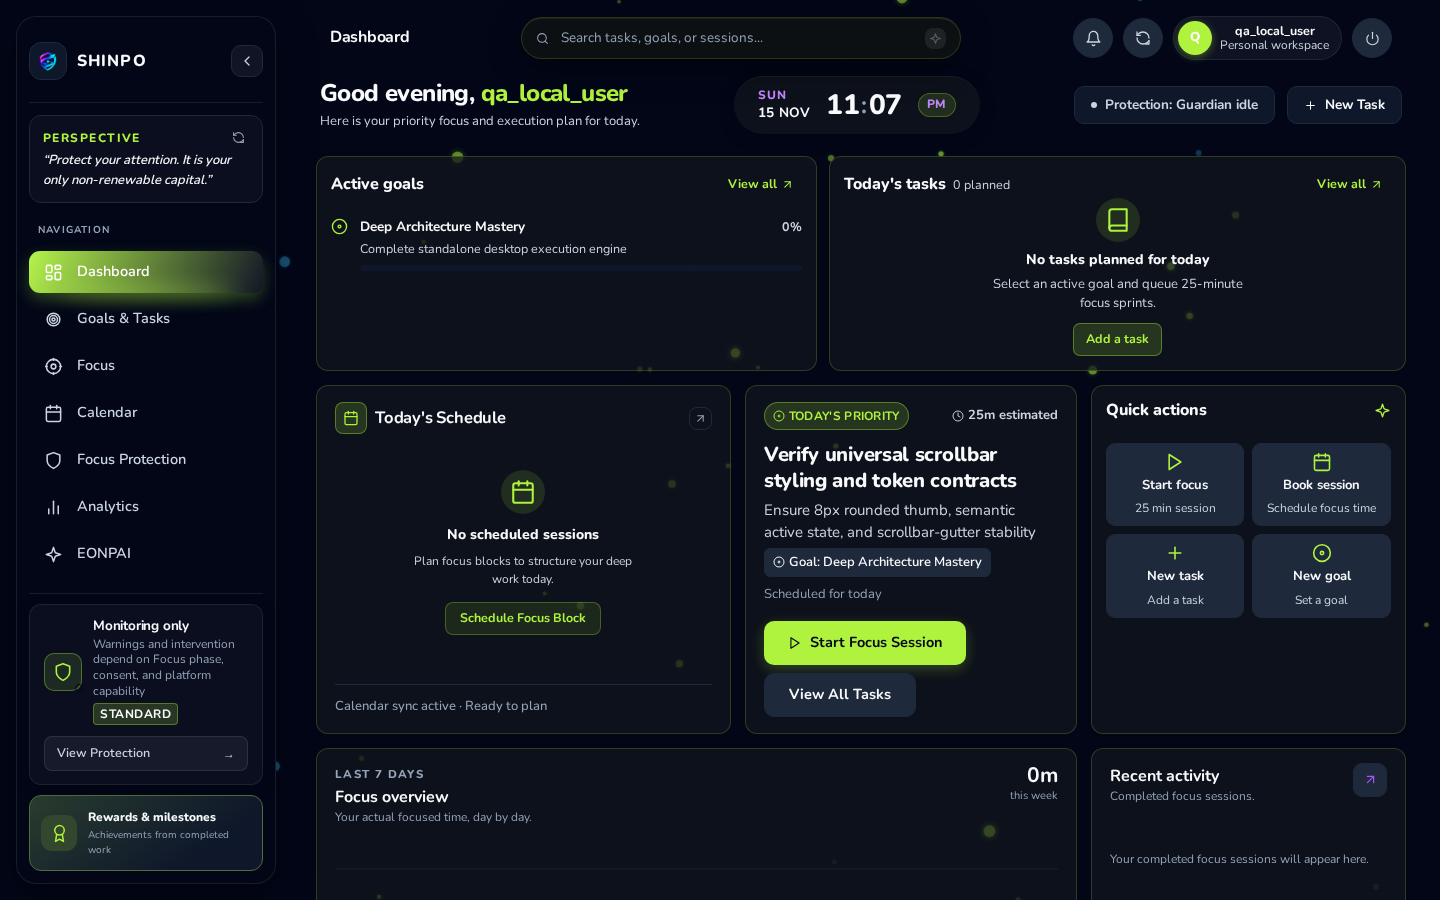 SHINPO
PERSPECTIVE
“Protect your attention. It is your
only non-renewable capital.”
NAVIGATION
Dashboard
Goals & Tasks
Focus
Calendar
Focus Protection
Analytics
EONPAI
Monitoring only
Warnings and intervention
depend on Focus phase,
consent, and platform
capability
STANDARD
View Protection →
Rewards & milestones
Achievements from completed
work
Dashboard
Search tasks, goals, or sessions...
Q
qa_local_user
Personal workspace
Good evening, qa_local_user
Here is your priority focus and execution plan for today.
SUN
15 NOV
11:07
PM
Protection: Guardian idle
New Task
Active goals
View all
Deep Architecture Mastery
0%
Complete standalone desktop execution engine
Today's tasks 0 planned
View all
No tasks planned for today
Select an active goal and queue 25-minute
focus sprints.
Add a task
Today's Schedule
No scheduled sessions
Plan focus blocks to structure your deep
work today.
Schedule Focus Block
Calendar sync active · Ready to plan
TODAY'S PRIORITY
25m estimated
Verify universal scrollbar
styling and token contracts
Ensure 8px rounded thumb, semantic
active state, and scrollbar-gutter stability
Goal: Deep Architecture Mastery
Scheduled for today
Start Focus Session
View All Tasks
Quick actions
Start focus
25 min session
Book session
Schedule focus time
New task
Add a task
New goal
Set a goal
LAST 7 DAYS
Focus overview
Your actual focused time, day by day.
0m
this week
Recent activity
Completed focus sessions.
Your completed focus sessions will appear here.